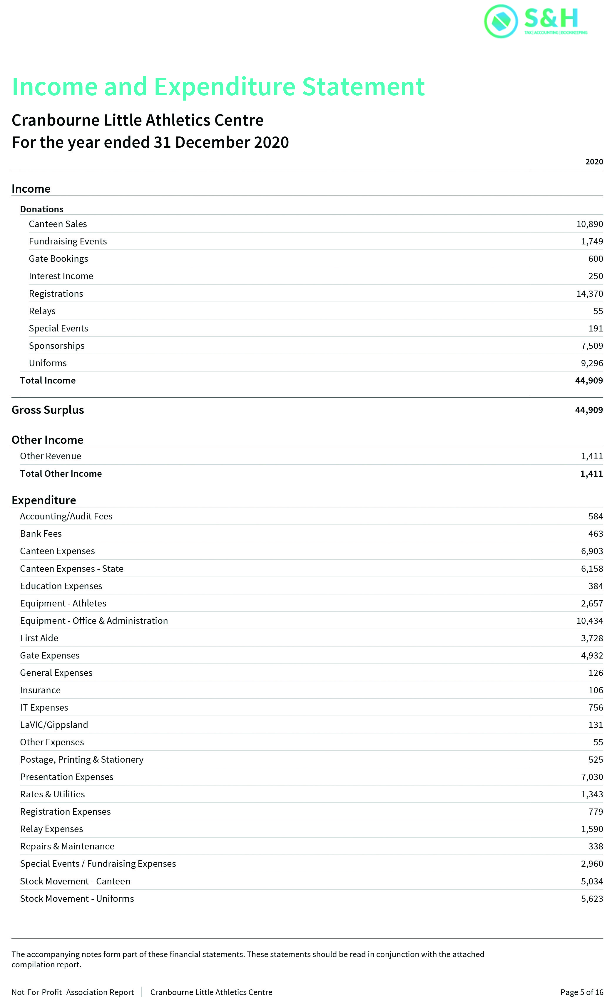 S&H
TAX | ACCOUNTING | BOOKKEEPING
Income and Expenditure Statement
Cranbourne Little Athletics Centre
For the year ended 31 December 2020
2020
Income
Donations
Canteen Sales 10,890
Fundraising Events 1,749
Gate Bookings 600
Interest Income 250
Registrations 14,370
Relays 55
Special Events 191
Sponsorships 7,509
Uniforms 9,296
Total Income 44,909
Gross Surplus 44,909
Other Income
Other Revenue 1,411
Total Other Income 1,411
Expenditure
Accounting/Audit Fees 584
Bank Fees 463
Canteen Expenses 6,903
Canteen Expenses - State 6,158
Education Expenses 384
Equipment - Athletes 2,657
Equipment - Office & Administration 10,434
First Aide 3,728
Gate Expenses 4,932
General Expenses 126
Insurance 106
IT Expenses 756
LaVIC/Gippsland 131
Other Expenses 55
Postage, Printing & Stationery 525
Presentation Expenses 7,030
Rates & Utilities 1,343
Registration Expenses 779
Relay Expenses 1,590
Repairs & Maintenance 338
Special Events / Fundraising Expenses 2,960
Stock Movement - Canteen 5,034
Stock Movement - Uniforms 5,623
The accompanying notes form part of these financial statements. These statements should be read in conjunction with the attached
compilation report.
Not-For-Profit -Association Report | Cranbourne Little Athletics Centre Page 5 of 16